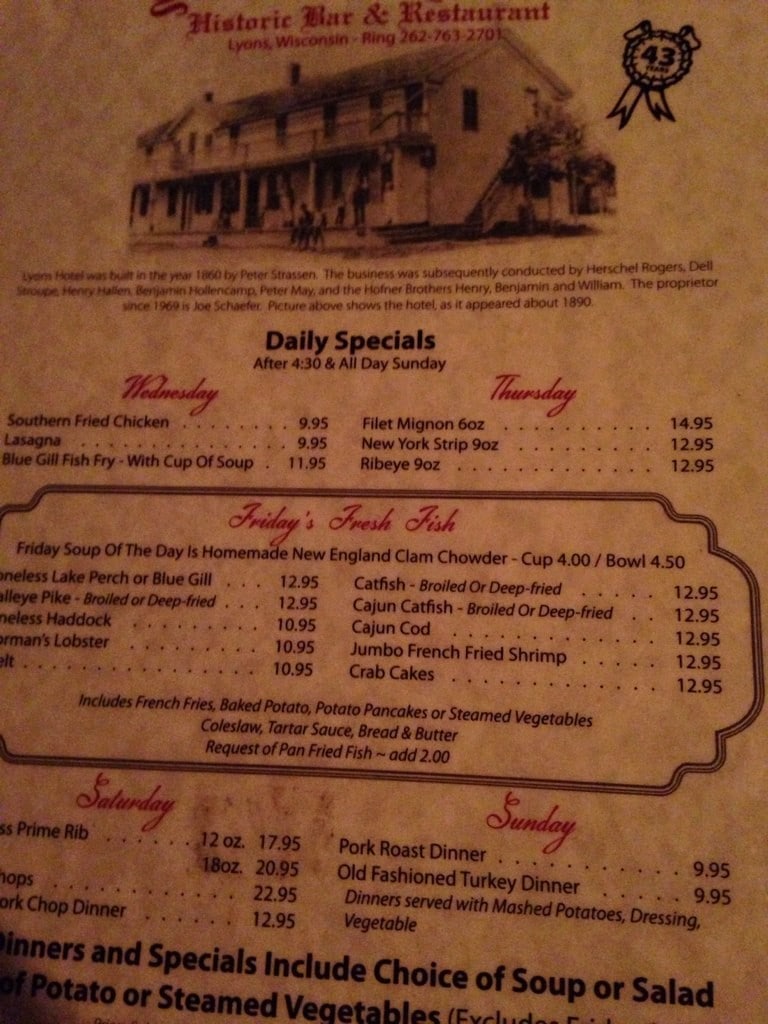 Historic Bar & Restaurant
Lyons, Wisconsin - Ring 262-763-2701
43
YEARS
Lyons Hotel was built in the year 1860 by Peter Strassen. The business was subsequently conducted by Herschel Rogers, Dell
Stroupe, Henry Hallen, Benjamin Hollencamp, Peter May, and the Hofner Brothers Henry, Benjamin and William. The proprietor
since 1969 is Joe Schaefer. Picture above shows the hotel, as it appeared about 1890.
Daily Specials
After 4:30 & All Day Sunday
Wednesday
Southern Fried Chicken . . . . . . . . 9.95
Lasagna . . . . . . . . . . . . . . . 9.95
Blue Gill Fish Fry - With Cup Of Soup . 11.95
Thursday
Filet Mignon 6oz . . . . . . . . . . 14.95
New York Strip 9oz . . . . . . . . . 12.95
Ribeye 9oz . . . . . . . . . . . . . 12.95
Friday's Fresh Fish
Friday Soup Of The Day Is Homemade New England Clam Chowder - Cup 4.00 / Bowl 4.50
oneless Lake Perch or Blue Gill . . . 12.95
alleye Pike - Broiled or Deep-fried . . . 12.95
neless Haddock . . . . . . . . . 10.95
orman's Lobster . . . . . . . . . 10.95
elt . . . . . . . . . . . . . . . . 10.95
Catfish - Broiled Or Deep-fried . . . . . . 12.95
Cajun Catfish - Broiled Or Deep-fried . . . 12.95
Cajun Cod . . . . . . . . . . . . . 12.95
Jumbo French Fried Shrimp . . . . . 12.95
Crab Cakes . . . . . . . . . . . . . 12.95
Includes French Fries, Baked Potato, Potato Pancakes or Steamed Vegetables
Coleslaw, Tartar Sauce, Bread & Butter
Request of Pan Fried Fish ~ add 2.00
Saturday
ss Prime Rib . . . . . . . 12 oz. 17.95
18oz. 20.95
hops . . . . . . . . . . . . . 22.95
ork Chop Dinner . . . . . . . 12.95
Sunday
Pork Roast Dinner . . . . . . . . . . 9.95
Old Fashioned Turkey Dinner . . . . . 9.95
Dinners served with Mashed Potatoes, Dressing,
Vegetable
Dinners and Specials Include Choice of Soup or Salad
of Potato or Steamed Vegetables (Excludes